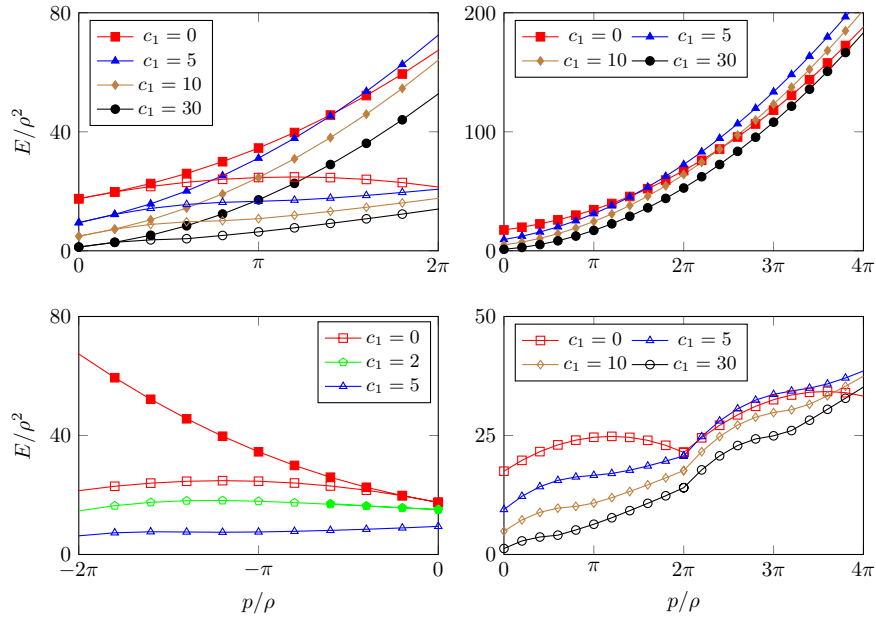 80
40
0
E/ρ²
c₁ = 0
c₁ = 5
c₁ = 10
c₁ = 30
0
π
2π
200
100
0
c₁ = 0
c₁ = 5
c₁ = 10
c₁ = 30
0
π
2π
3π
4π
80
40
0
E/ρ²
c₁ = 0
c₁ = 2
c₁ = 5
−2π
−π
0
p/ρ
50
25
0
c₁ = 0
c₁ = 5
c₁ = 10
c₁ = 30
0
π
2π
3π
4π
p/ρ